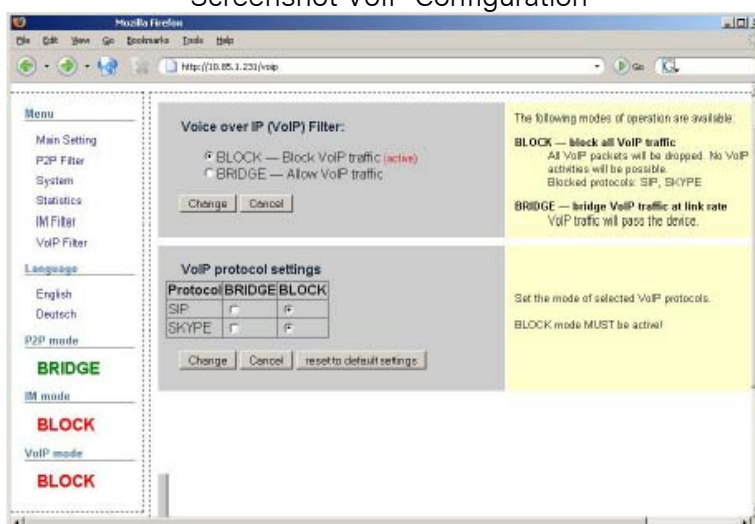 Screenshot VoIP Configuration
Mozilla Firefox
File Edit View Go Bookmarks Tools Help
http://10.85.1.231/voip
Go
Menu
Main Setting
P2P Filter
System
Statistics
IM Filter
VoIP Filter
Language
English
Deutsch
P2P mode
BRIDGE
IM mode
BLOCK
VoIP mode
BLOCK
Voice over IP (VoIP) Filter:
BLOCK — Block VoIP traffic (active)
BRIDGE — Allow VoIP traffic
Change Cancel
The following modes of operation are available:
BLOCK — block all VoIP traffic
All VoIP packets will be dropped. No VoIP
activities will be possible.
Blocked protocols: SIP, SKYPE
BRIDGE — bridge VoIP traffic at link rate
VoIP traffic will pass the device.
VoIP protocol settings
Protocol BRIDGE BLOCK
SIP
SKYPE
Change Cancel reset to default settings
Set the mode of selected VoIP protocols.
BLOCK mode MUST be active!